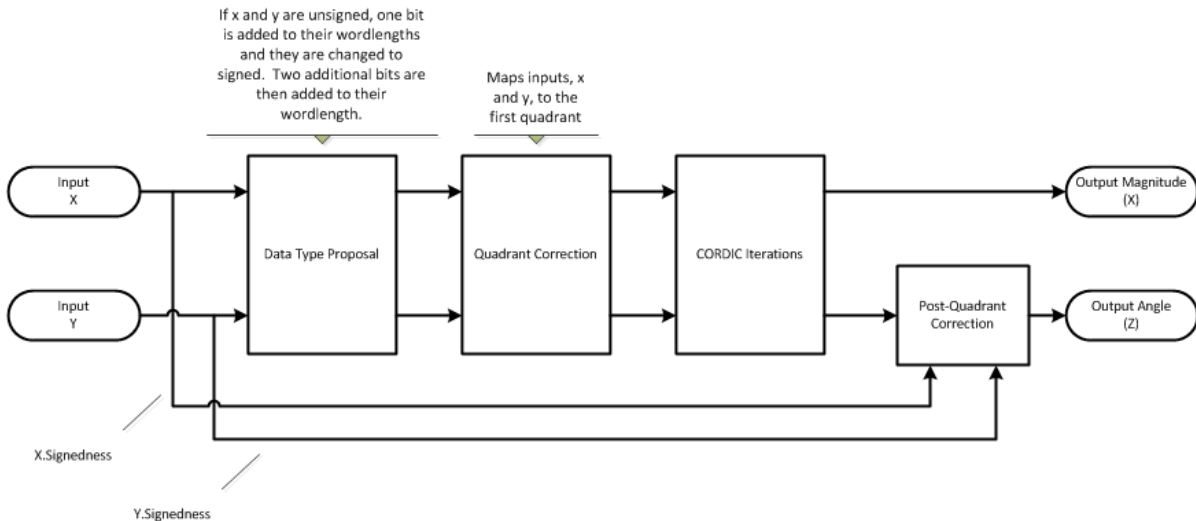 If x and y are unsigned, one bit
is added to their wordlengths
and they are changed to
signed. Two additional bits are
then added to their
wordlength.
Maps inputs, x
and y, to the
first quadrant
Input
X
Data Type Proposal
Quadrant Correction
CORDIC Iterations
Output Magnitude
(X)
Input
Y
Post-Quadrant
Correction
Output Angle
(Z)
X.Signedness
Y.Signedness